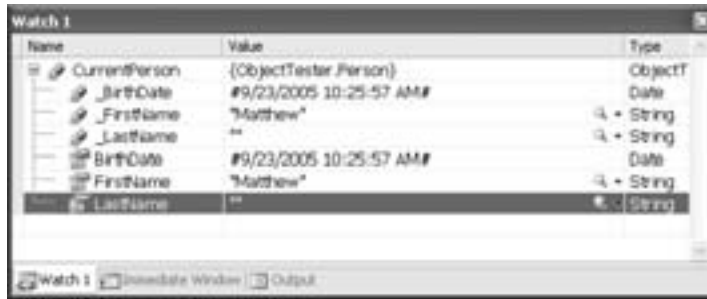 Watch 1
Name Value Type
CurrentPerson {ObjectTester.Person} ObjectT
_BirthDate #9/23/2005 10:25:57 AM# Date
_FirstName "Matthew" String
_LastName "" String
BirthDate #9/23/2005 10:25:57 AM# Date
FirstName "Matthew" String
LastName "" String
Watch 1 Immediate Window Output